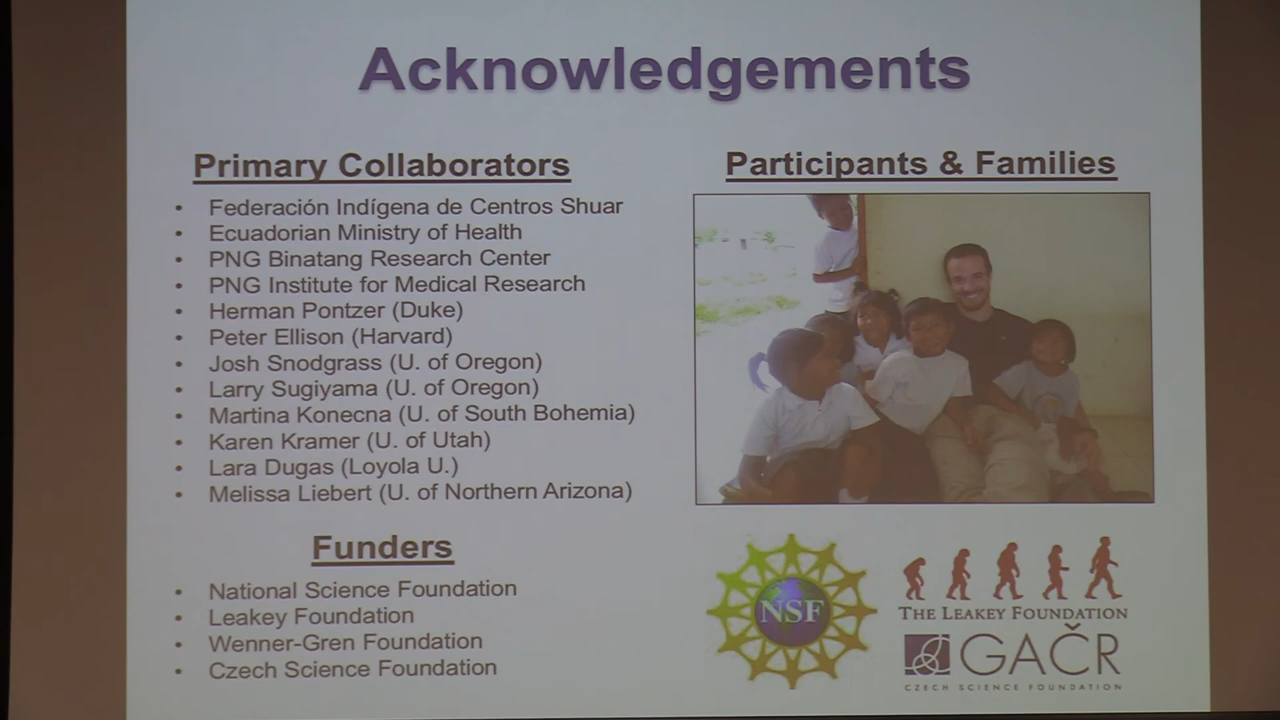 Acknowledgements
Primary Collaborators
• Federación Indígena de Centros Shuar
• Ecuadorian Ministry of Health
• PNG Binatang Research Center
• PNG Institute for Medical Research
• Herman Pontzer (Duke)
• Peter Ellison (Harvard)
• Josh Snodgrass (U. of Oregon)
• Larry Sugiyama (U. of Oregon)
• Martina Konecna (U. of South Bohemia)
• Karen Kramer (U. of Utah)
• Lara Dugas (Loyola U.)
• Melissa Liebert (U. of Northern Arizona)
Funders
• National Science Foundation
• Leakey Foundation
• Wenner-Gren Foundation
• Czech Science Foundation
Participants & Families
NSF
THE LEAKEY FOUNDATION
GAČR
CZECH SCIENCE FOUNDATION